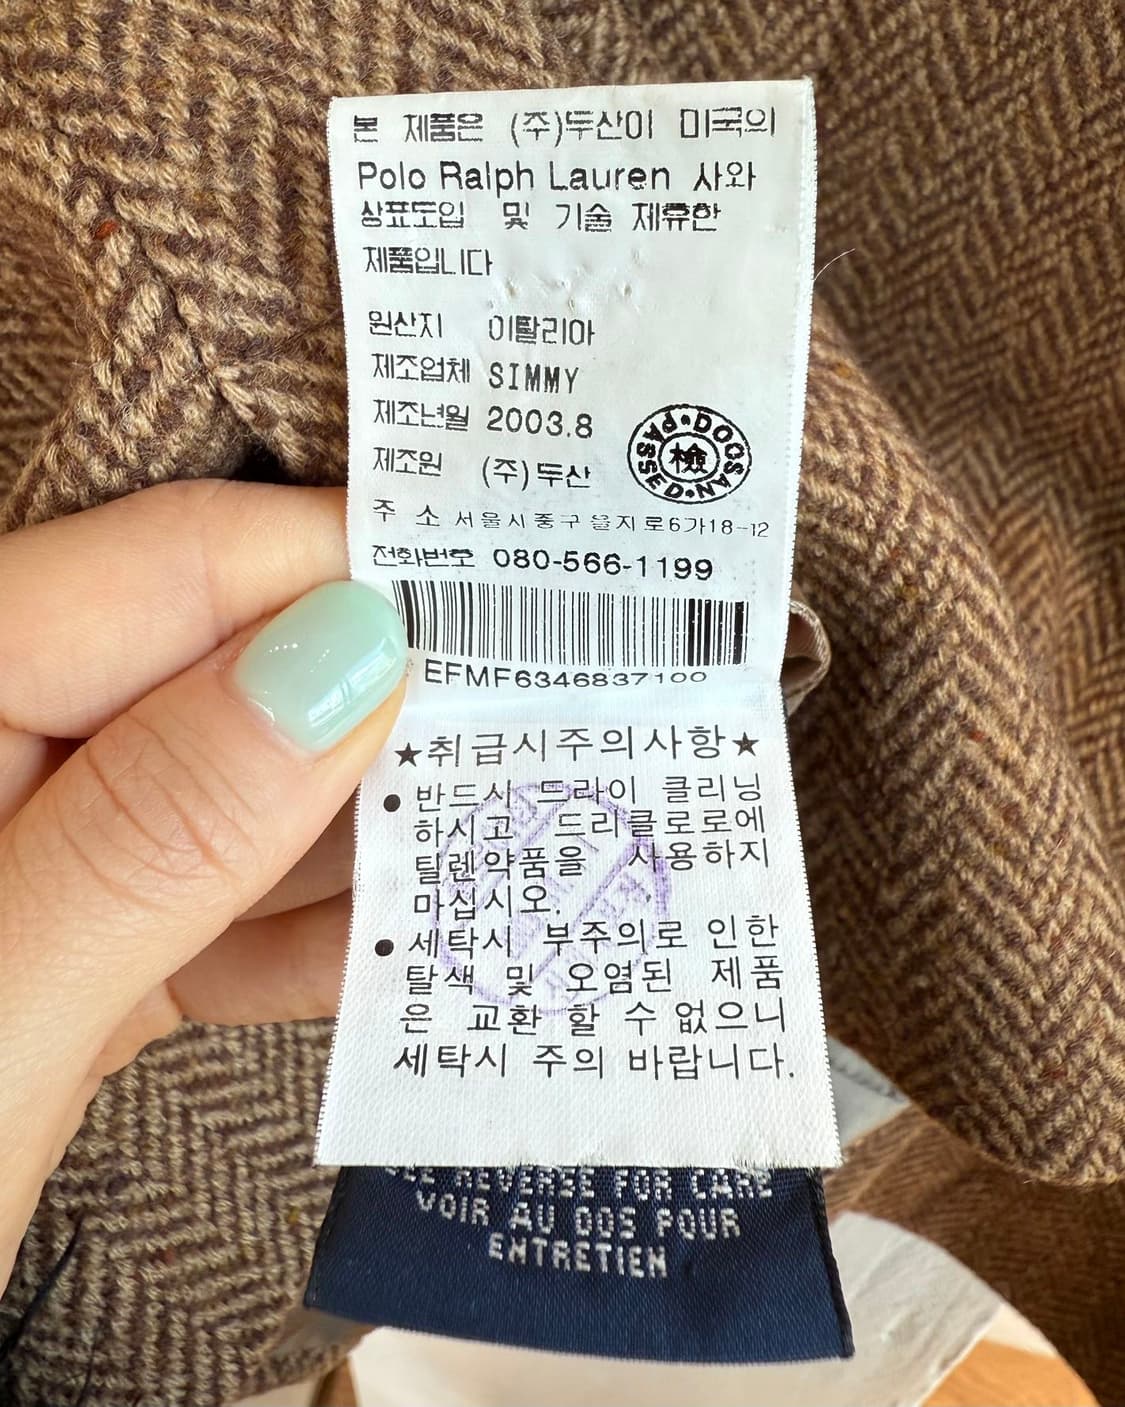 본 제품은 (주)두산이 미국의
Polo Ralph Lauren 사와
상표도입 및 기술 제휴한
제품입니다
원산지 이탈리아
제조업체 SIMMY
제조년월 2003.8
제조원 (주)두산
DOOSAN PASSED 檢
주 소 서울시중구 을지로6가18-12
전화번호 080-566-1199
EFMF6346837100
★취급시주의사항★
● 반드시 드라이 클리닝
하시고 드리클로로에
틸렌약품을 사용하지
마십시오.
● 세탁시 부주의로 인한
탈색 및 오염된 제품
은 교환 할 수 없으니
세탁시 주의 바랍니다.
REVERSE FOR CARE
VOIR AU DOS POUR
ENTRETIEN